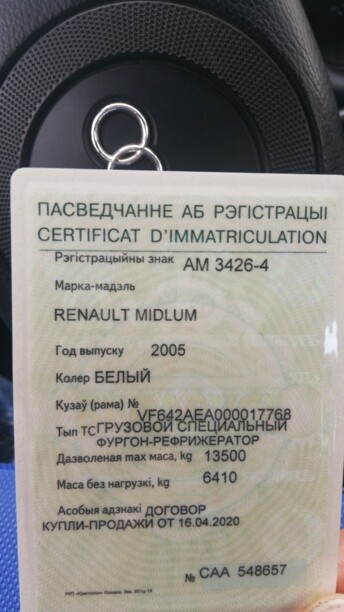 ПАСВЕДЧАННЕ АБ РЭГІСТРАЦЫІ
CERTIFICAT D'IMMATRICULATION
Рэгістрацыйны знак АМ 3426-4
Марка-мадэль
RENAULT MIDLUM
Год выпуску 2005
Колер БЕЛЫЙ
Кузаў (рама) № VF642AEA000017768
Тып ТС ГРУЗОВОЙ СПЕЦИАЛЬНЫЙ
ФУРГОН-РЕФРИЖЕРАТОР
Дазволеная max маса, kg 13500
Маса без нагрузкі, kg 6410
Асобыя адзнакі ДОГОВОР
КУПЛИ-ПРОДАЖИ ОТ 16.04.2020
№ САА 548657